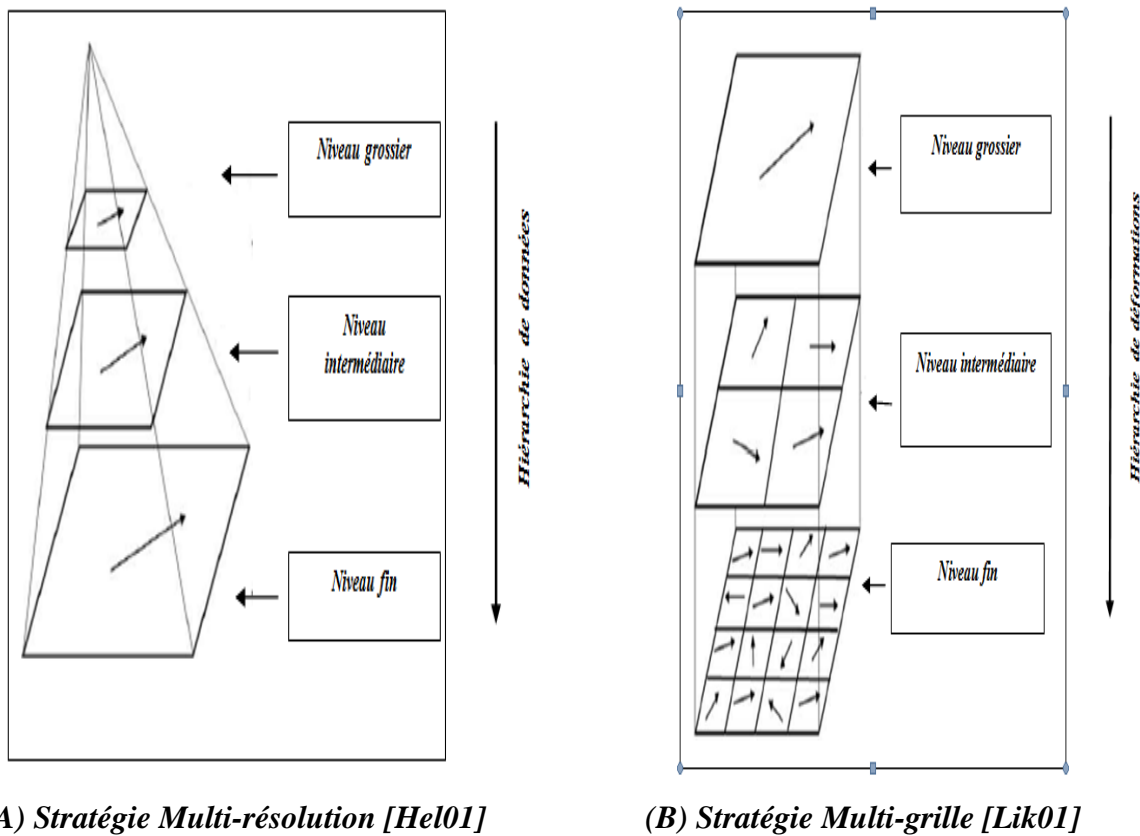 Niveau grossier
Niveau
intermédiaire
Niveau fin
Hiérarchie de données
A) Stratégie Multi-résolution [Hel01]
Niveau grossier
Niveau intermédiaire
Niveau fin
Hiérarchie de déformations
(B) Stratégie Multi-grille [Lik01]